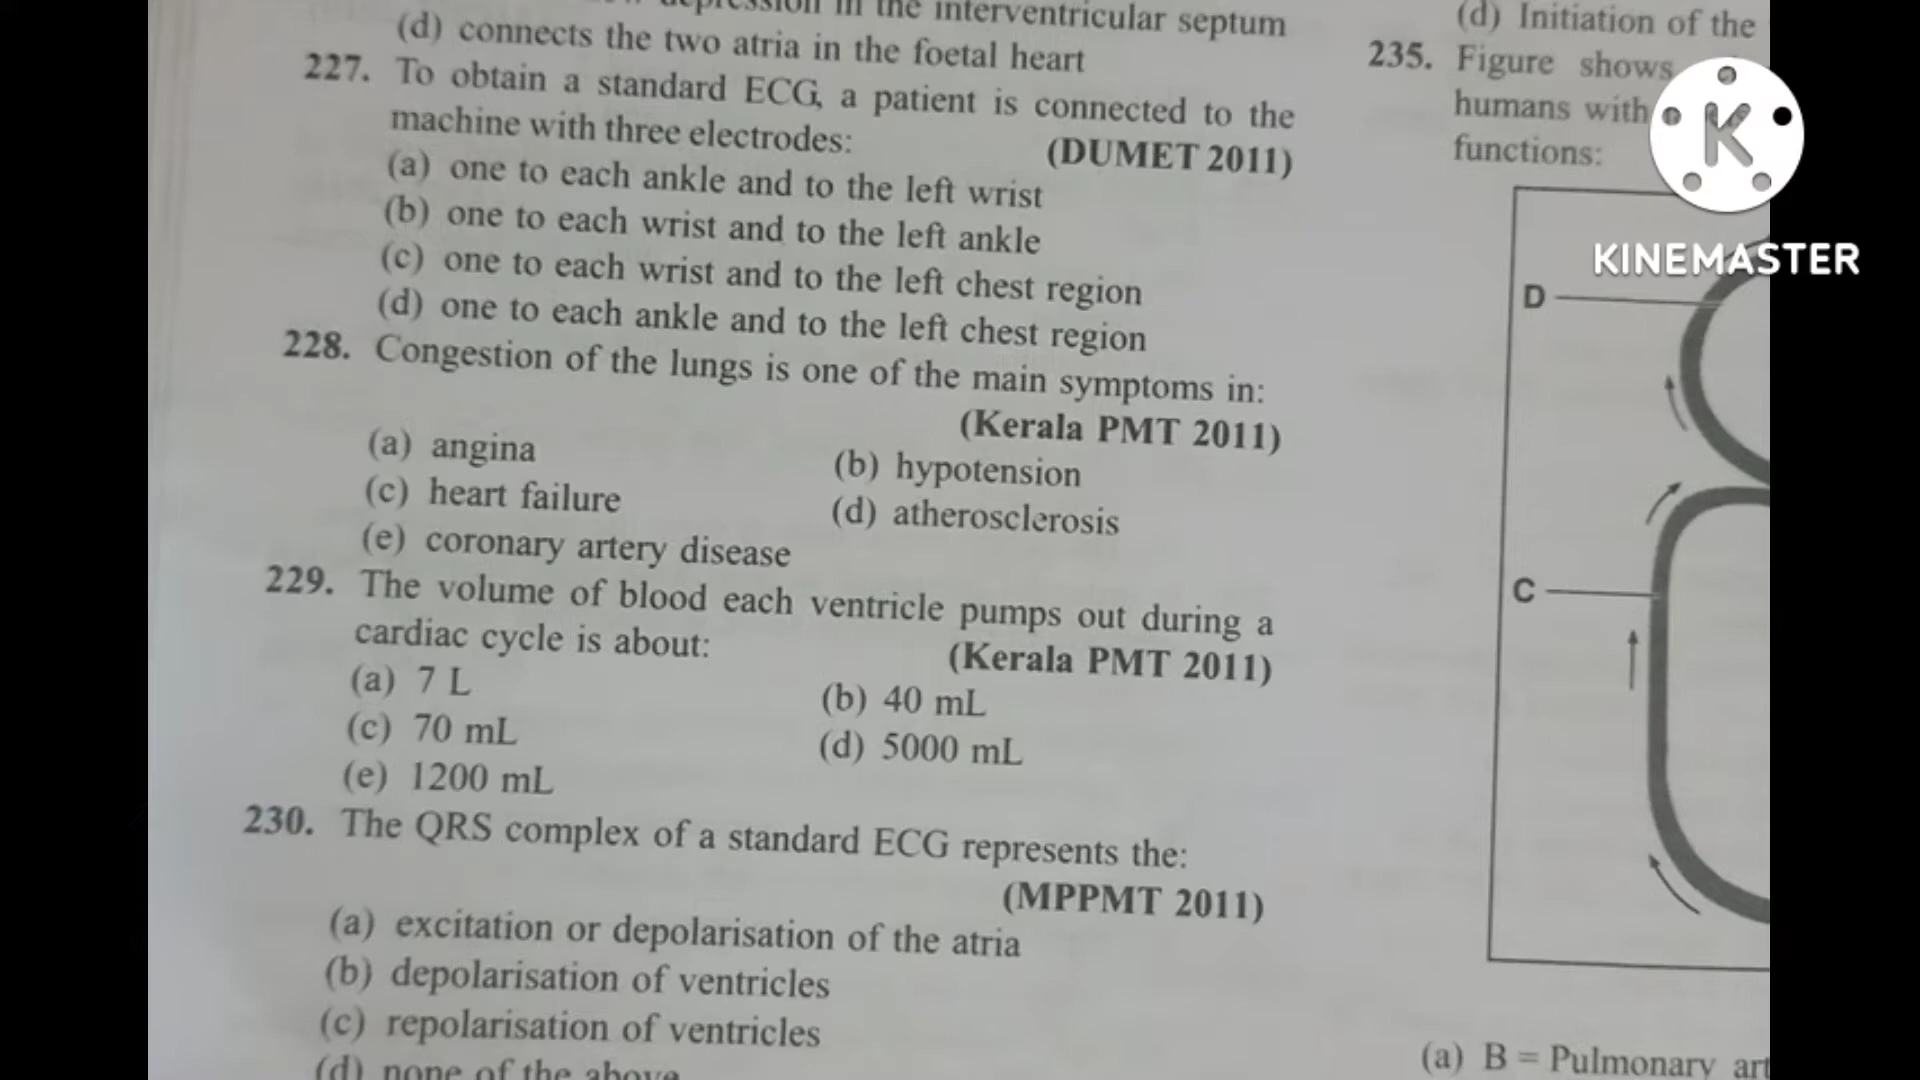 in the interventricular septum
(d) connects the two atria in the foetal heart
227. To obtain a standard ECG, a patient is connected to the
machine with three electrodes:
(DUMET 2011)
(a) one to each ankle and to the left wrist
(b) one to each wrist and to the left ankle
(c) one to each wrist and to the left chest region
(d) one to each ankle and to the left chest region
228. Congestion of the lungs is one of the main symptoms in:
(Kerala PMT 2011)
(a) angina
(b) hypotension
(c) heart failure
(d) atherosclerosis
(e) coronary artery disease
229. The volume of blood each ventricle pumps out during a
cardiac cycle is about:
(Kerala PMT 2011)
(a) 7 L
(b) 40 mL
(c) 70 mL
(d) 5000 mL
(e) 1200 mL
230. The QRS complex of a standard ECG represents the:
(MPPMT 2011)
(a) excitation or depolarisation of the atria
(b) depolarisation of ventricles
(c) repolarisation of ventricles
(d) none of the above
(d) Initiation of the
235. Figure shows
humans with
functions:
K
KINEMASTER
D
C
(a) B = Pulmonary